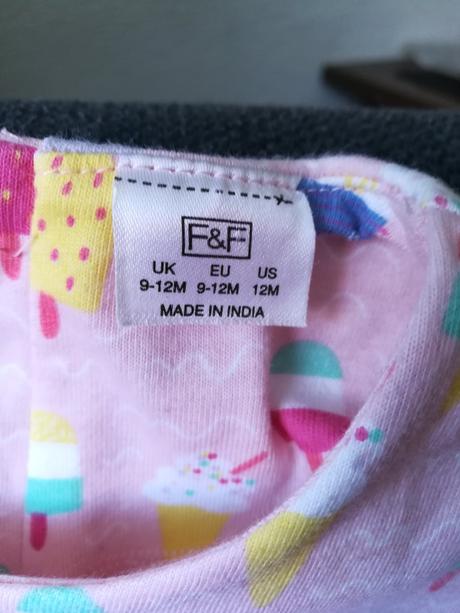 F&F
UK EU US
9-12M 9-12M 12M
MADE IN INDIA